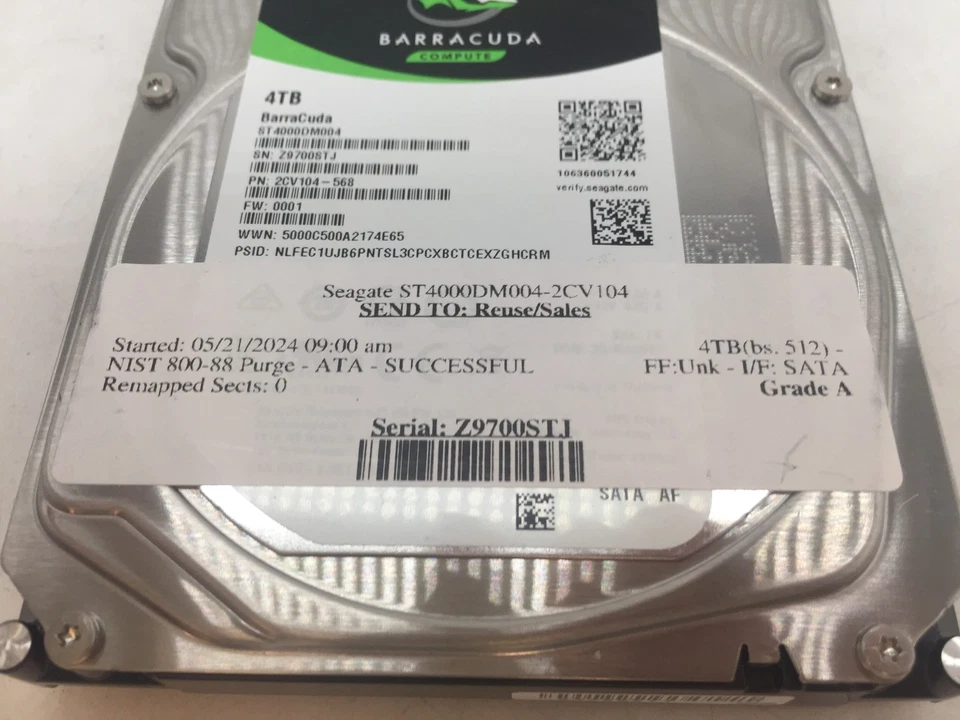 BARRACUDA
COMPUTE
4TB
BarraCuda
ST4000DM004
SN: Z9700STJ
PN: 2CV104-568
FW: 0001
WWN: 5000C500A2174E65
PSID: NLFEC1UJB6PNTSL3CPCXBCTCEXZGHCRM
106360051744
verify.seagate.com
Seagate ST4000DM004-2CV104
SEND TO: Reuse/Sales
Started: 05/21/2024 09:00 am
NIST 800-88 Purge - ATA - SUCCESSFUL
Remapped Sects: 0
4TB(bs. 512) -
FF:Unk - I/F: SATA
Grade A
Serial: Z9700STJ
SATA AF